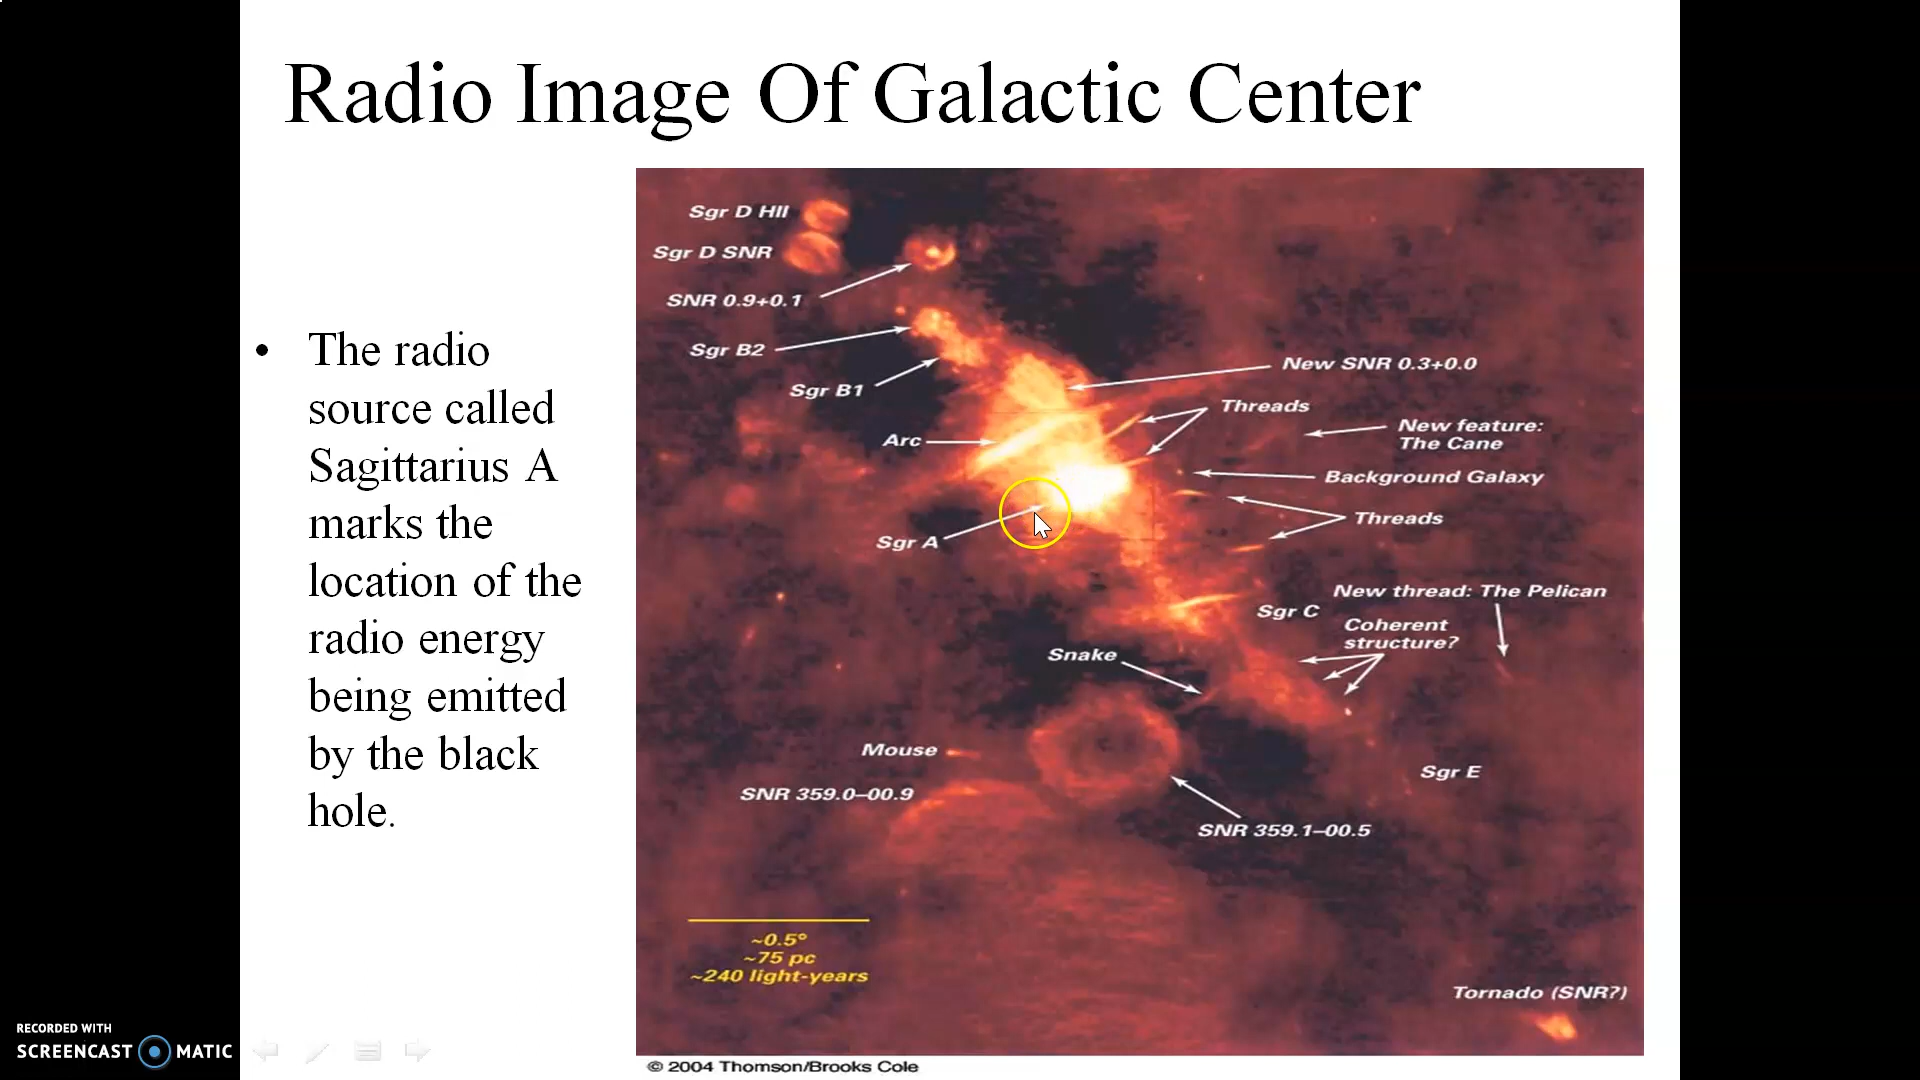 Radio Image Of Galactic Center
• The radio
source called
Sagittarius A
marks the
location of the
radio energy
being emitted
by the black
hole.
Sgr D HII
Sgr D SNR
SNR 0.9+0.1
Sgr B2
Sgr B1
New SNR 0.3+0.0
Threads
New feature:
The Cane
Arc
Background Galaxy
Threads
Sgr A
New thread: The Pelican
Sgr C
Coherent
structure?
Snake
Mouse
Sgr E
SNR 359.0–00.9
SNR 359.1–00.5
~0.5°
~75 pc
~240 light-years
Tornado (SNR?)
© 2004 Thomson/Brooks Cole
RECORDED WITH
SCREENCAST MATIC